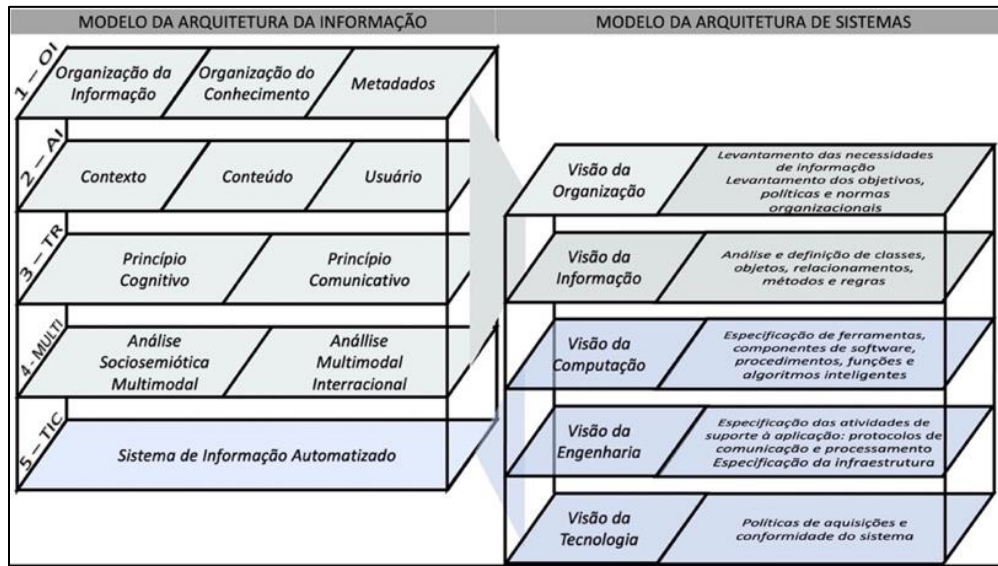 MODELO DA ARQUITETURA DA INFORMAÇÃO
MODELO DA ARQUITETURA DE SISTEMAS
1 – OI
Organização da
Informação
Organização do
Conhecimento
Metadados
2 – AI
Contexto
Conteúdo
Usuário
3 – TR
Princípio
Cognitivo
Princípio
Comunicativo
4 - MULTI
Análise
Sociosemiótica
Multimodal
Anállise
Multimodal
Interracional
5 – TIC
Sistema de Informação Automatizado
Visão da
Organização
Levantamento das necessidades
de informação
Levantamento dos objetivos,
políticas e normas
organizacionais
Visão da
Informação
Análise e definição de classes,
objetos, relacionamentos,
métodos e regras
Visão da
Computação
Especificação de ferramentas,
componentes de software,
procedimentos, funções e
algoritmos inteligentes
Visão da
Engenharia
Especificação das atividades de
suporte à aplicação: protocolos de
comunicação e processamento
Especificação da infraestrutura
Visão da
Tecnologia
Políticas de aquisições e
conformidade do sistema